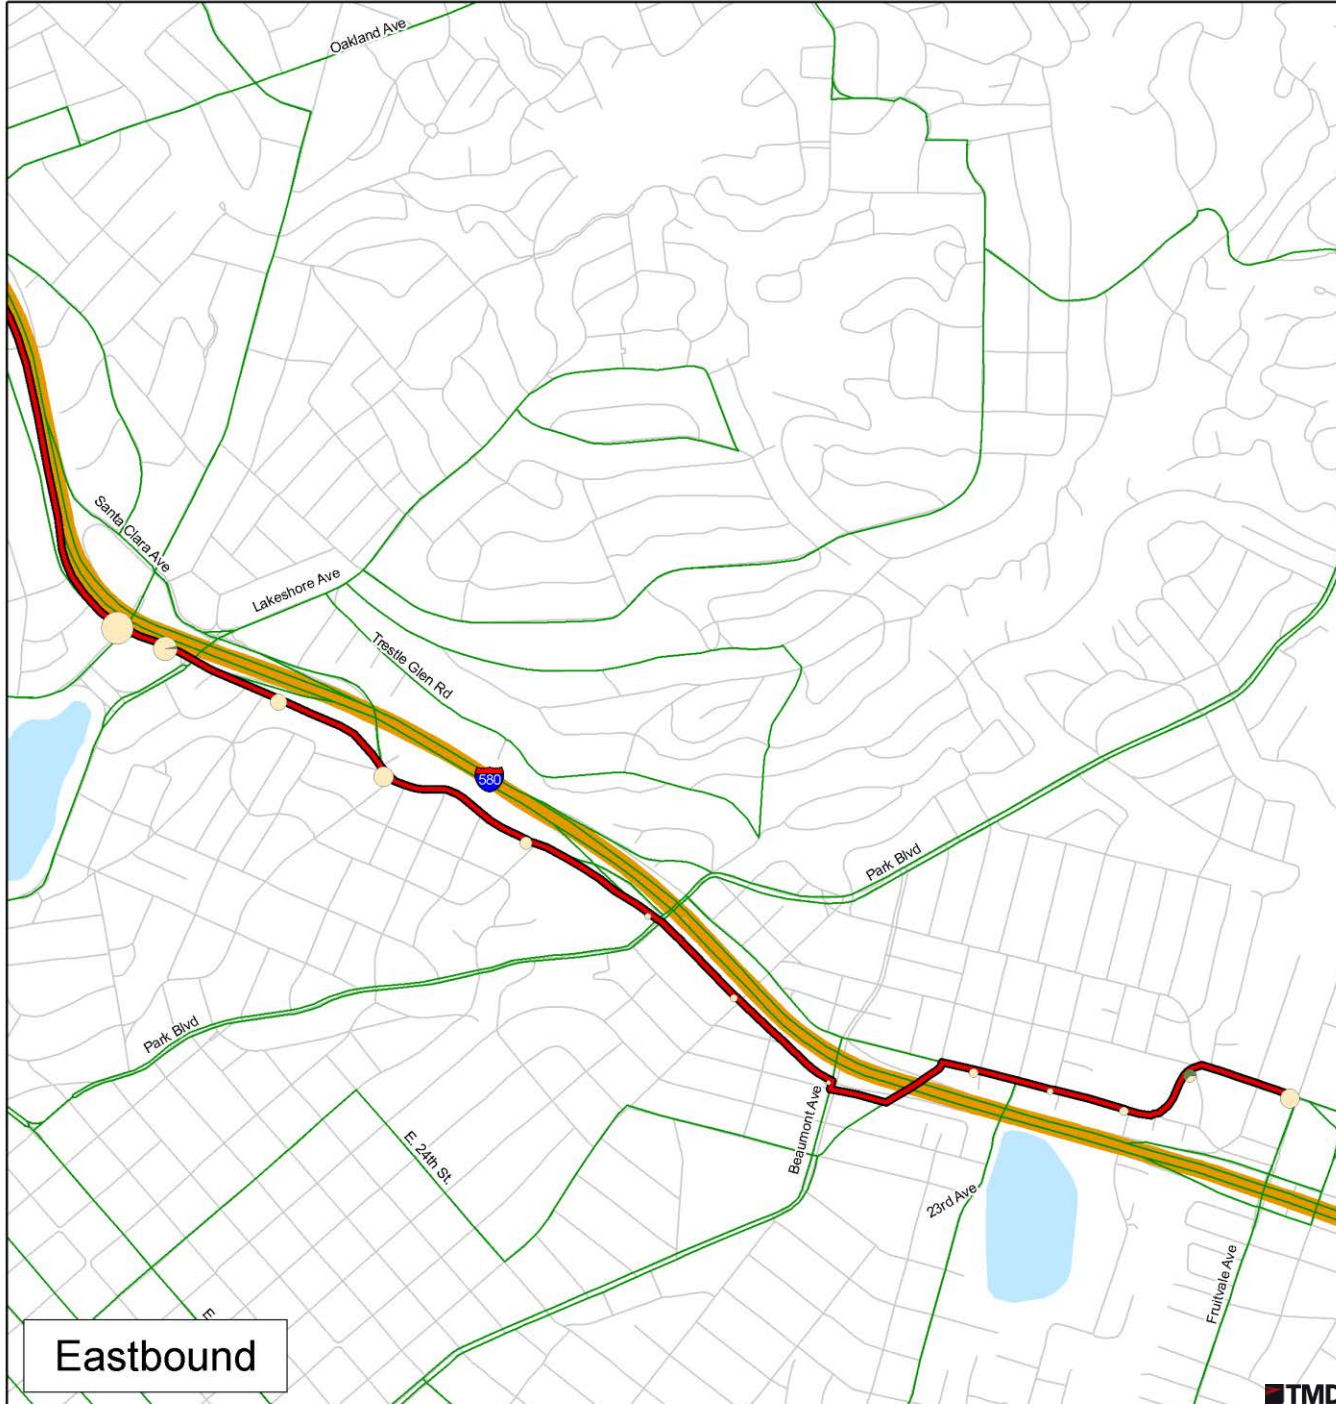 Oakland Ave
Santa Clara Ave
Lakeshore Ave
Trestle Glen Rd
580
Park Blvd
Park Blvd
Beaumont Ave
E. 24th St.
23rd Ave
Fruitvale Ave
E
Eastbound
TMD